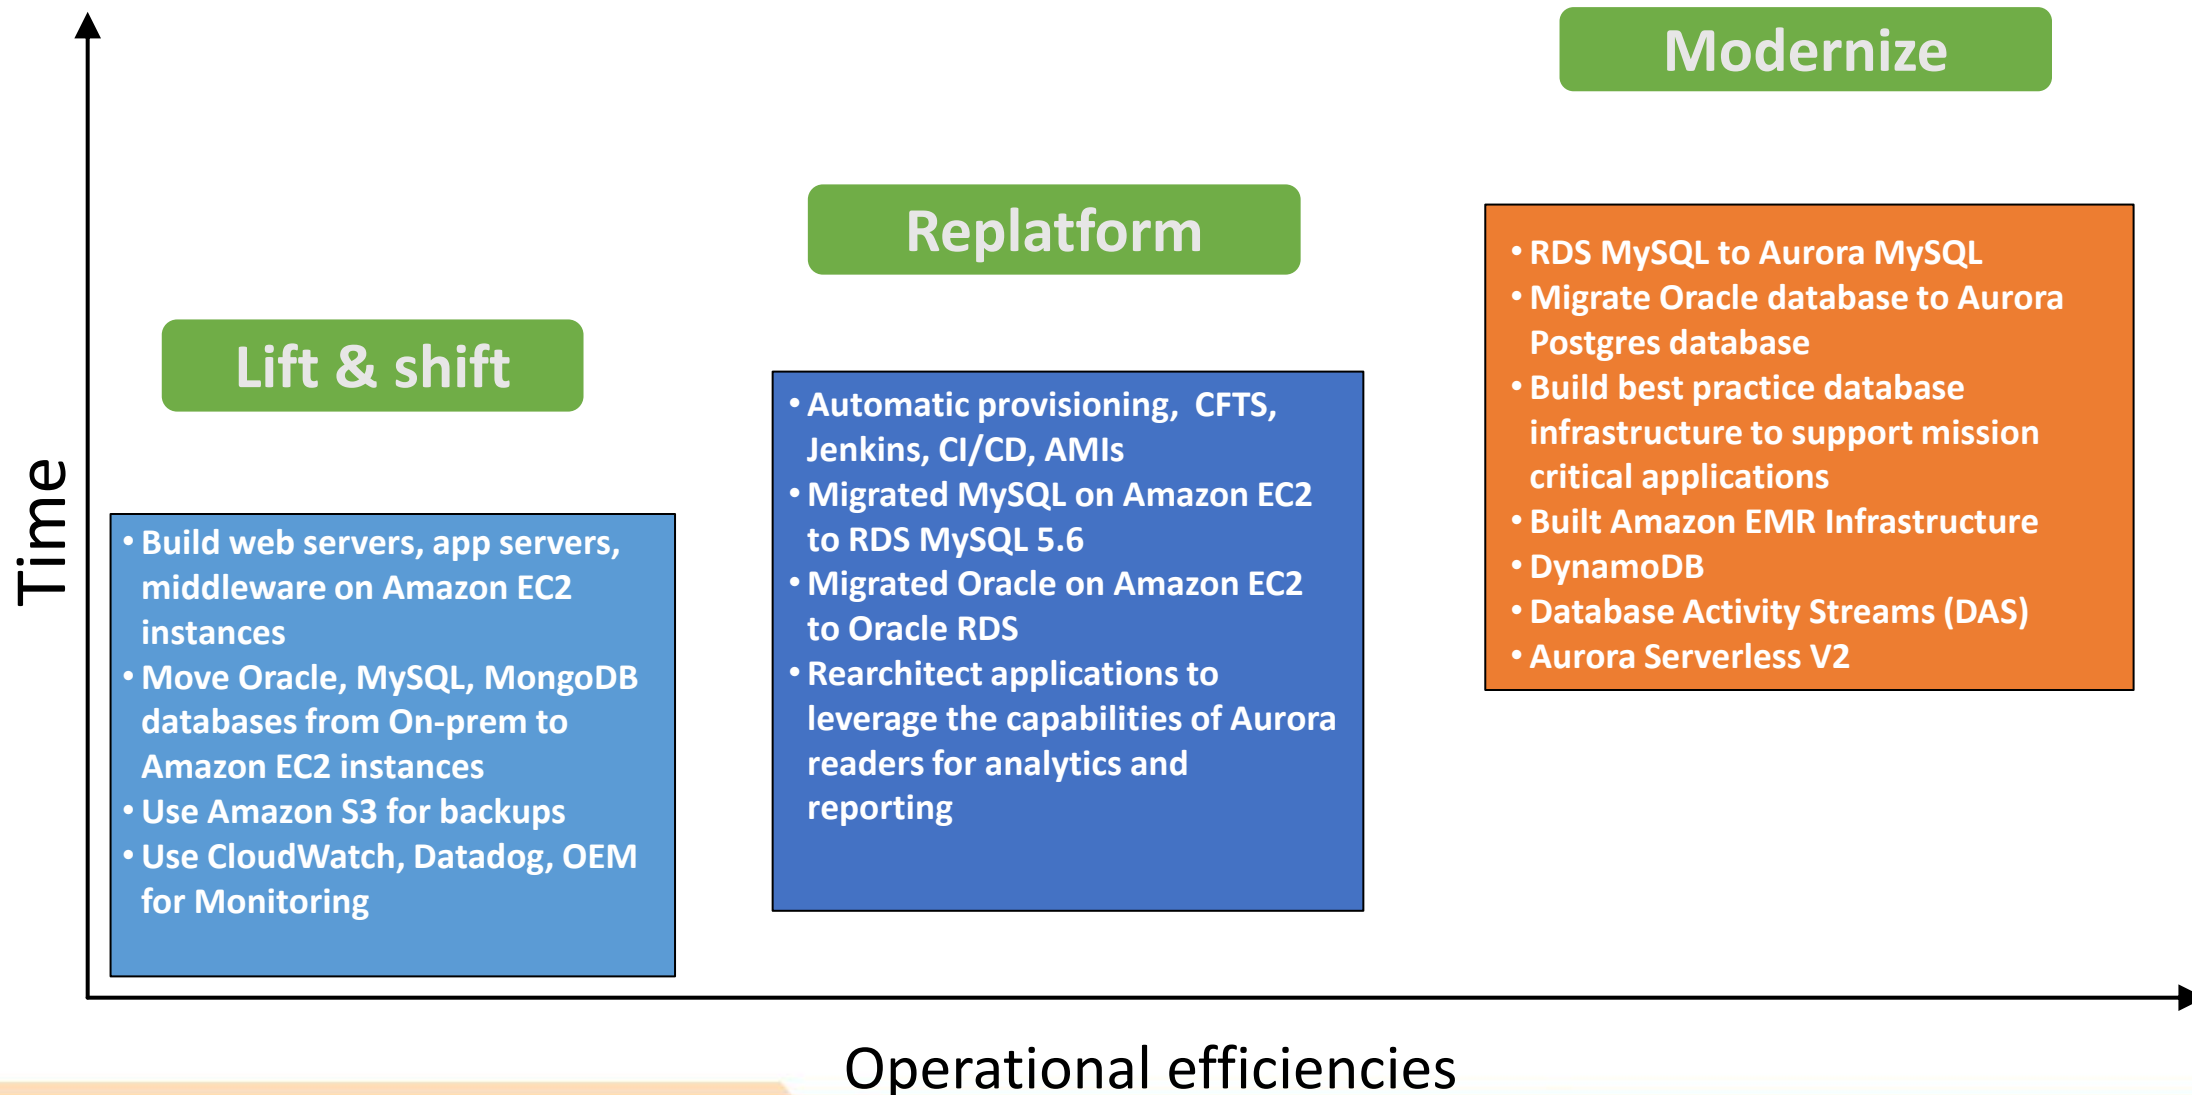 Modernize
Replatform
Lift & shift
Time
• Build web servers, app servers,
middleware on Amazon EC2
instances
• Move Oracle, MySQL, MongoDB
databases from On-prem to
Amazon EC2 instances
• Use Amazon S3 for backups
• Use CloudWatch, Datadog, OEM
for Monitoring
• Automatic provisioning,  CFTS,
Jenkins, CI/CD, AMIs
• Migrated MySQL on Amazon EC2
to RDS MySQL 5.6
• Migrated Oracle on Amazon EC2
to Oracle RDS
• Rearchitect applications to
leverage the capabilities of Aurora
readers for analytics and
reporting
• RDS MySQL to Aurora MySQL
• Migrate Oracle database to Aurora
Postgres database
• Build best practice database
infrastructure to support mission
critical applications
• Built Amazon EMR Infrastructure
• DynamoDB
• Database Activity Streams (DAS)
• Aurora Serverless V2
Operational efficiencies